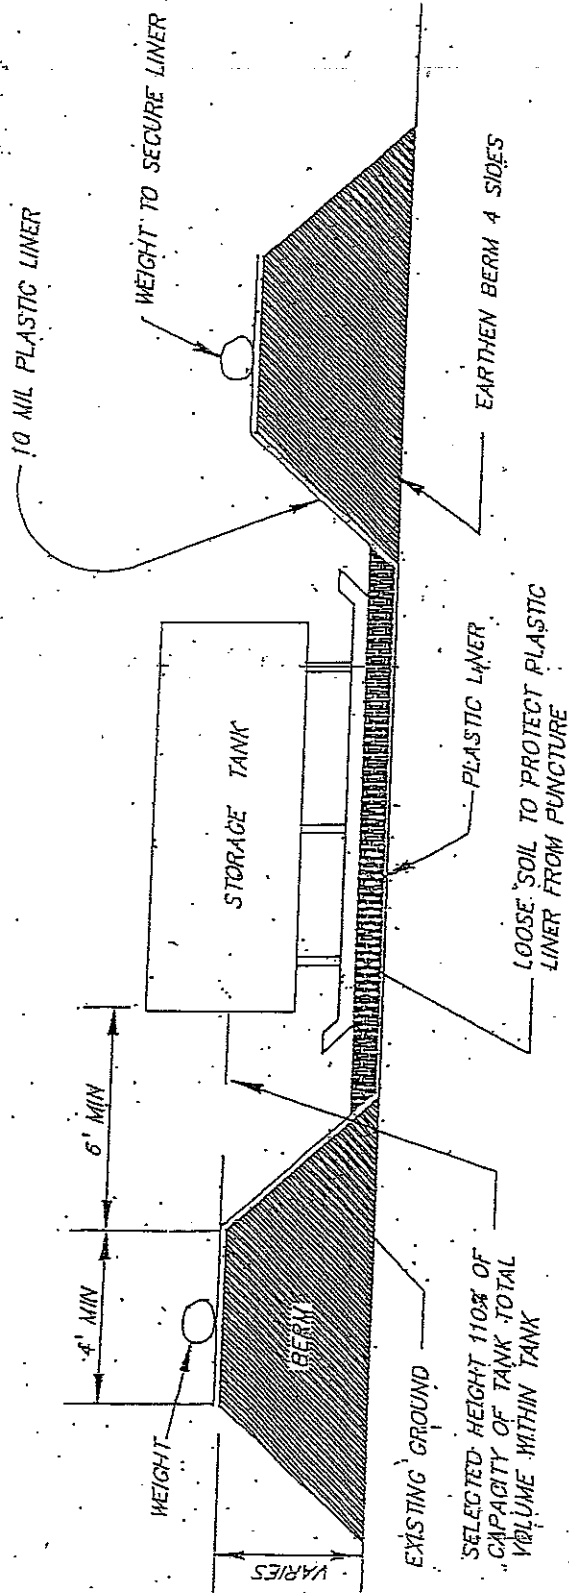 10 MIL PLASTIC LINER
WEIGHT TO SECURE LINER
6' MIN
4' MIN
STORAGE TANK
WEIGHT
BERM
VARIES
EXISTING GROUND
SELECTED HEIGHT 110% OF
CAPACITY OF TANK TOTAL
VOLUME WITHIN TANK
LOOSE SOIL TO PROTECT PLASTIC
LINER FROM PUNCTURE
PLASTIC LINER
EARTHEN BERM 4 SIDES